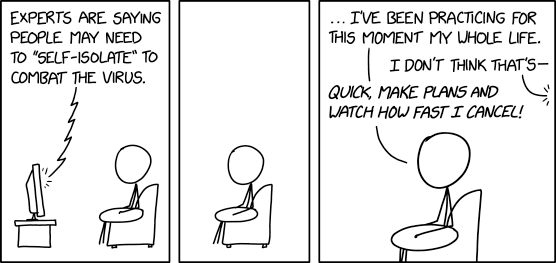 EXPERTS ARE SAYING
PEOPLE MAY NEED
TO "SELF-ISOLATE" TO
COMBAT THE VIRUS.
... I'VE BEEN PRACTICING FOR
THIS MOMENT MY WHOLE LIFE.
I DON'T THINK THAT'S—
QUICK, MAKE PLANS AND
WATCH HOW FAST I CANCEL!